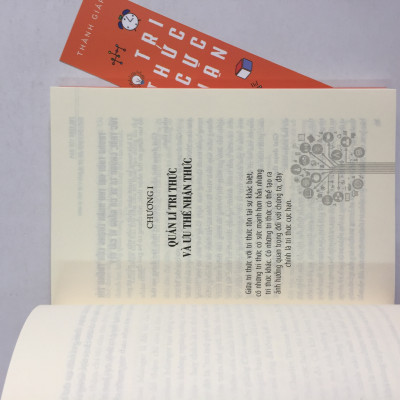 THÀNH GIÁP
TRI
THỨC
CỰC
HẠN
CHƯƠNG I
QUẢN LÍ TRI THỨC
VÀ ƯU THẾ NHẬN THỨC
Giữa tri thức với tri thức tồn tại sự khác biệt,
có những tri thức có sức mạnh hơn hẳn những
tri thức khác. Có những tri thức có thể tạo ra
ảnh hưởng quan trọng đối với chúng ta, đây
chính là tri thức cực hạn.